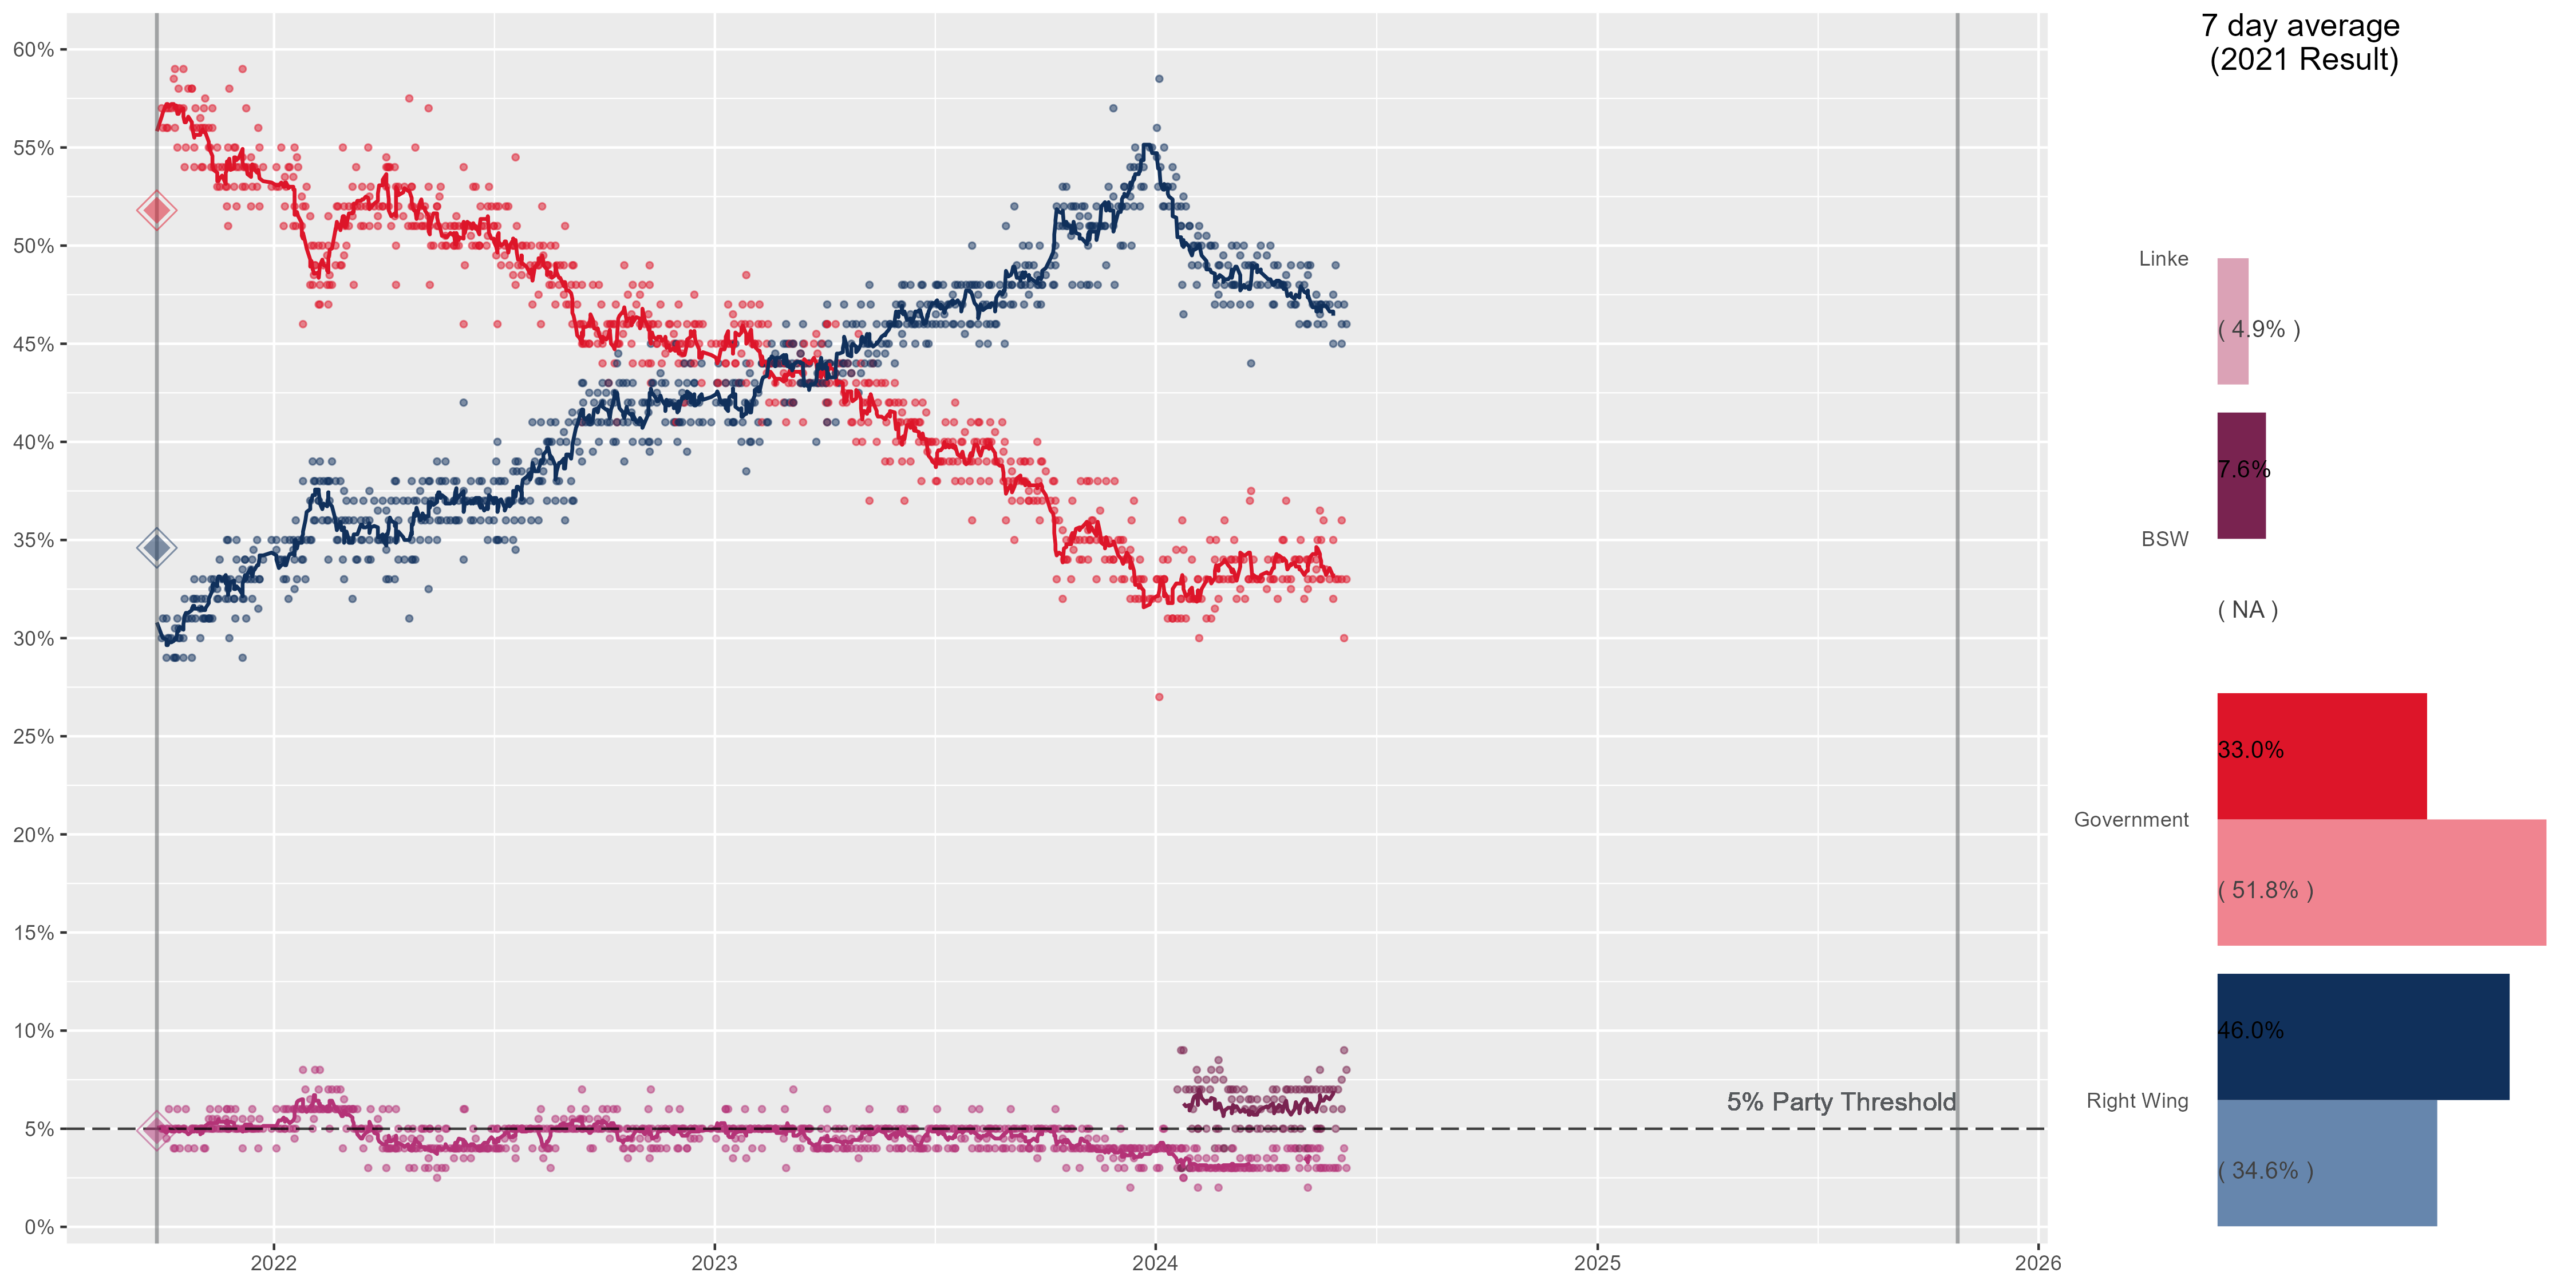 60%
55%
50%
45%
40%
35%
30%
25%
20%
15%
10%
5%
0%
5% Party Threshold
2022
2023
2024
2025
2026
7 day average
(2021 Result)
Linke
( 4.9% )
7.6%
BSW
( NA )
33.0%
Government
( 51.8% )
46.0%
Right Wing
( 34.6% )